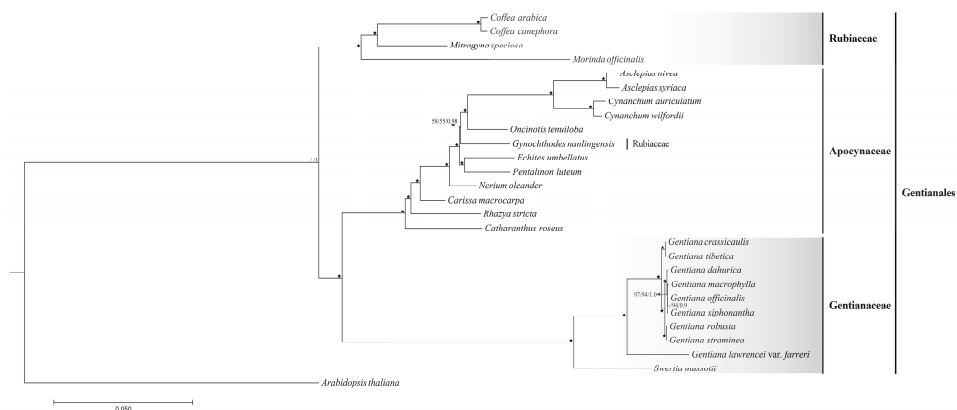 Coffea arabica
Coffea canephora
Mitragyna speciosa
Morinda officinalis
Rubiaceae
Asclepias nivea
Asclepias syriaca
Cynanchum auriculatum
Cynanchum wilfordii
58/55/0.98
Oncinotis tenuiloba
Gynochthodes nanlingensis
Rubiaceae
Echites umbellatus
Pentalinon luteum
Nerium oleander
Carissa macrocarpa
Rhazya stricta
Catharanthus roseus
Apocynaceae
Gentianales
Gentiana crassicaulis
Gentiana tibetica
Gentiana dahurica
Gentiana macrophylla
97/94/1.0
Gentiana officinalis
Gentiana siphonantha
Gentiana robusta
Gentiana straminea
Gentiana lawrencei var. farreri
Swertia mussotii
Gentianaceae
Arabidopsis thaliana
0.050